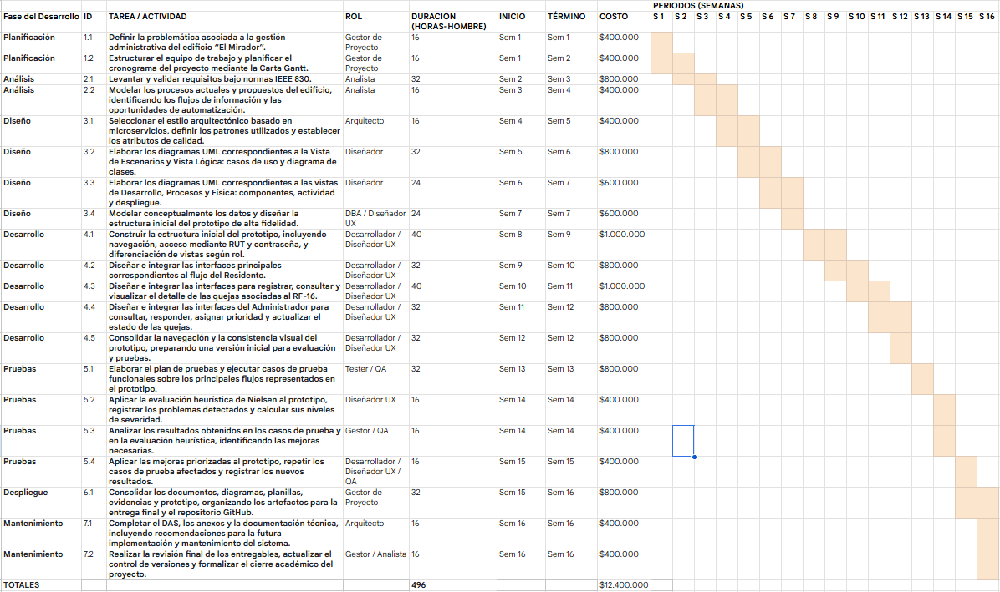 PERIODOS (SEMANAS)
Fase del Desarrollo ID TAREA / ACTIVIDAD ROL DURACION INICIO TÉRMINO COSTO S 1 S 2 S 3 S 4 S 5 S 6 S 7 S 8 S 9 S 10 S 11 S 12 S 13 S 14 S 15 S 16
(HORAS-HOMBRE)
Planificación 1.1 Definir la problemática asociada a la gestión Gestor de 16 Sem 1 Sem 1 $400.000
administrativa del edificio “El Mirador”. Proyecto
Planificación 1.2 Estructurar el equipo de trabajo y planificar el Gestor de 16 Sem 1 Sem 2 $400.000
cronograma del proyecto mediante la Carta Gantt. Proyecto
Análisis 2.1 Levantar y validar requisitos bajo normas IEEE 830. Analista 32 Sem 2 Sem 3 $800.000
Análisis 2.2 Modelar los procesos actuales y propuestos del edificio, Analista 16 Sem 3 Sem 4 $400.000
identificando los flujos de información y las
oportunidades de automatización.
Diseño 3.1 Seleccionar el estilo arquitectónico basado en Arquitecto 16 Sem 4 Sem 5 $400.000
microservicios, definir los patrones utilizados y establecer
los atributos de calidad.
Diseño 3.2 Elaborar los diagramas UML correspondientes a la Vista Diseñador 32 Sem 5 Sem 6 $800.000
de Escenarios y Vista Lógica: casos de uso y diagrama de
clases.
Diseño 3.3 Elaborar los diagramas UML correspondientes a las vistas Diseñador 24 Sem 6 Sem 7 $600.000
de Desarrollo, Procesos y Física: componentes, actividad
y despliegue.
Diseño 3.4 Modelar conceptualmente los datos y diseñar la DBA / Diseñador 24 Sem 7 Sem 7 $600.000
estructura inicial del prototipo de alta fidelidad. UX
Desarrollo 4.1 Construir la estructura inicial del prototipo, incluyendo Desarrollador / 40 Sem 8 Sem 9 $1.000.000
navegación, acceso mediante RUT y contraseña, y Diseñador UX
diferenciación de vistas según rol.
Desarrollo 4.2 Diseñar e integrar las interfaces principales Desarrollador / 32 Sem 9 Sem 10 $800.000
correspondientes al flujo del Residente. Diseñador UX
Desarrollo 4.3 Diseñar e integrar las interfaces para registrar, consultar y Desarrollador / 40 Sem 10 Sem 11 $1.000.000
visualizar el detalle de las quejas asociadas al RF-16. Diseñador UX
Desarrollo 4.4 Diseñar e integrar las interfaces del Administrador para Desarrollador / 32 Sem 11 Sem 12 $800.000
consultar, responder, asignar prioridad y actualizar el Diseñador UX
estado de las quejas.
Desarrollo 4.5 Consolidar la navegación y la consistencia visual del Desarrollador / 32 Sem 12 Sem 12 $800.000
prototipo, preparando una versión inicial para evaluación Diseñador UX
y pruebas.
Pruebas 5.1 Elaborar el plan de pruebas y ejecutar casos de prueba Tester / QA 32 Sem 13 Sem 13 $800.000
funcionales sobre los principales flujos representados en
el prototipo.
Pruebas 5.2 Aplicar la evaluación heurística de Nielsen al prototipo, Diseñador UX 16 Sem 14 Sem 14 $400.000
registrar los problemas detectados y calcular sus niveles
de severidad.
Pruebas 5.3 Analizar los resultados obtenidos en los casos de prueba y Gestor / QA 16 Sem 14 Sem 14 $400.000
en la evaluación heurística, identificando las mejoras
necesarias.
Pruebas 5.4 Aplicar las mejoras priorizadas al prototipo, repetir los Desarrollador / 16 Sem 15 Sem 15 $400.000
casos de prueba afectados y registrar los nuevos Diseñador UX /
resultados. QA
Despliegue 6.1 Consolidar los documentos, diagramas, planillas, Gestor de 32 Sem 15 Sem 16 $800.000
evidencias y prototipo, organizando los artefactos para la Proyecto
entrega final y el repositorio GitHub.
Mantenimiento 7.1 Completar el DAS, los anexos y la documentación técnica, Arquitecto 16 Sem 16 Sem 16 $400.000
incluyendo recomendaciones para la futura
implementación y mantenimiento del sistema.
Mantenimiento 7.2 Realizar la revisión final de los entregables, actualizar el Gestor / Analista 16 Sem 16 Sem 16 $400.000
control de versiones y formalizar el cierre académico del
proyecto.
TOTALES 496 $12.400.000